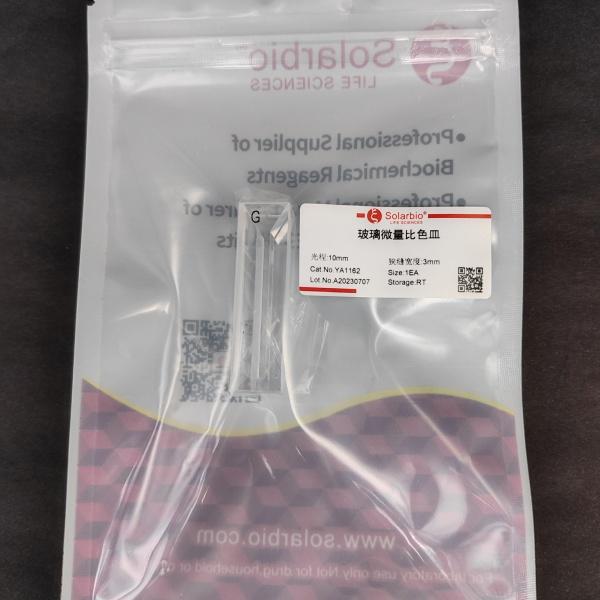 Solarbio®
LIFE SCIENCES
•Professional Supplier of
Biochemical Reagents
G
Solarbio®
LIFE SCIENCES
玻璃微量比色皿
光程:10mm
狭缝宽度:3mm
Cat.No.YA1162
Size:1EA
Lot.No.A20230707
Storage:RT
www.solarbio.com
For laboratory use only Not for drug,household or